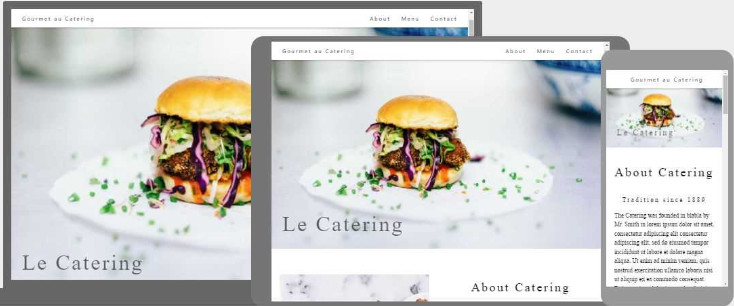 Gourmet au Catering
About Menu Contact
Le Catering
Gourmet au Catering
About Menu Contact
Le Catering
About Catering
Gourmet au Catering
Le Catering
About Catering
Tradition since 1889
The Catering was founded in blabla by
Mr. Smith in lorem ipsum dolor sit amet,
consectetur adipiscing elit consectetur
adipiscing elit, sed do eiusmod tempor
incididunt ut labore et dolore magna
aliqua. Ut enim ad minim veniam, quis
nostrud exercitation ullamco laboris nisi
ut aliquip ex ea commodo consequat.